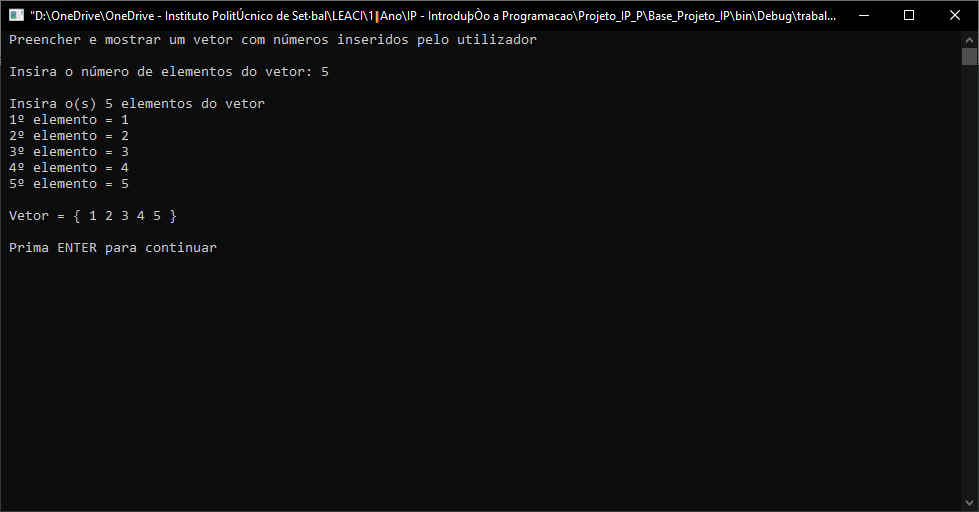 "D:\OneDrive\OneDrive - Instituto PolitÚcnico de Set·bal\LEACI\1║Ano\IP - IntroduþÒo a Programacao\Projeto_IP_P\Base_Projeto_IP\bin\Debug\trabal...
Preencher e mostrar um vetor com números inseridos pelo utilizador
Insira o número de elementos do vetor: 5
Insira o(s) 5 elementos do vetor
1º elemento = 1
2º elemento = 2
3º elemento = 3
4º elemento = 4
5º elemento = 5
Vetor = { 1 2 3 4 5 }
Prima ENTER para continuar